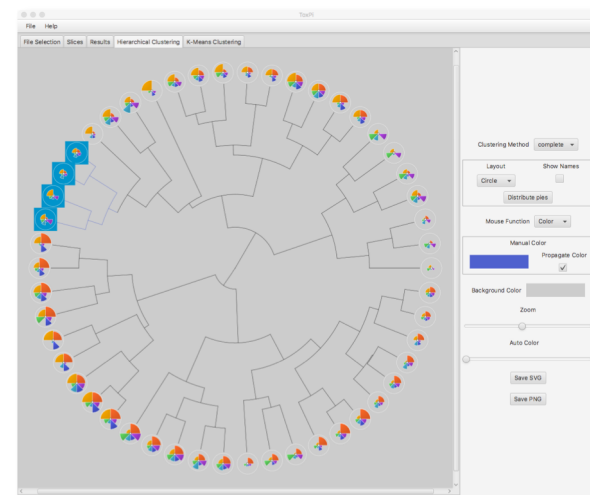 ToxPi
File Help
File Selection Slices Results Hierarchical Clustering K-Means Clustering
Clustering Method complete
Layout Show Names
Circle
Distribute pies
Mouse Function Color
Manual Color
Propagate Color
Background Color
Zoom
Auto Color
Save SVG
Save PNG